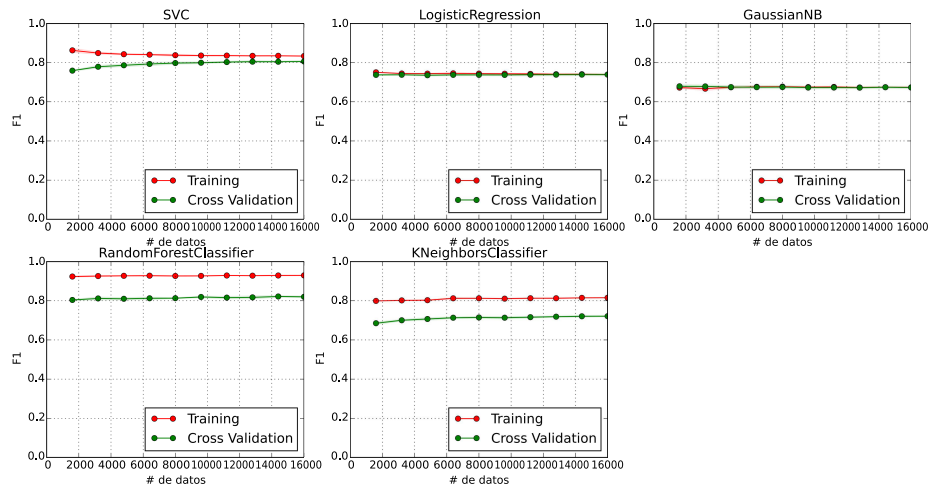 SVC
1.0
0.8
0.6
0.4
0.2
0.0
F1
0 2000 4000 6000 8000 10000 12000 14000 16000
# de datos
Training
Cross Validation
LogisticRegression
1.0
0.8
0.6
0.4
0.2
0.0
F1
0 2000 4000 6000 8000 10000 12000 14000 16000
# de datos
Training
Cross Validation
GaussianNB
1.0
0.8
0.6
0.4
0.2
0.0
F1
0 2000 4000 6000 8000 10000 12000 14000 16000
# de datos
Training
Cross Validation
RandomForestClassifier
1.0
0.8
0.6
0.4
0.2
0.0
F1
0 2000 4000 6000 8000 10000 12000 14000 16000
# de datos
Training
Cross Validation
KNeighborsClassifier
1.0
0.8
0.6
0.4
0.2
0.0
F1
0 2000 4000 6000 8000 10000 12000 14000 16000
# de datos
Training
Cross Validation